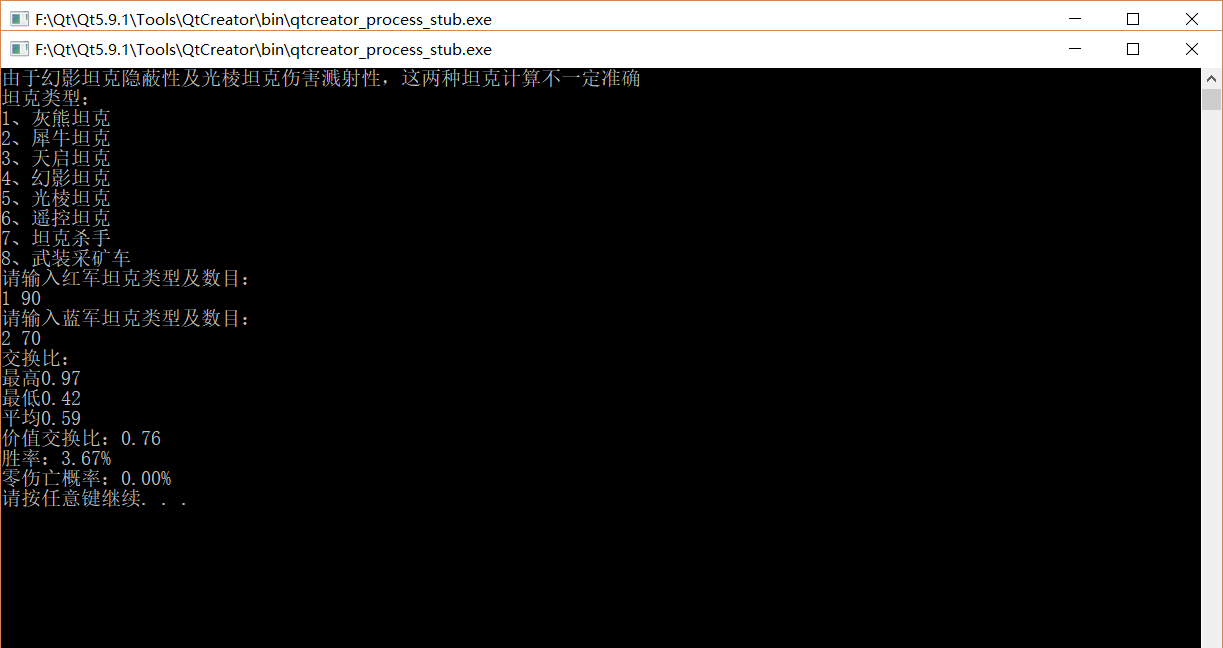 F:\Qt\Qt5.9.1\Tools\QtCreator\bin\qtcreator_process_stub.exe
F:\Qt\Qt5.9.1\Tools\QtCreator\bin\qtcreator_process_stub.exe
由于幻影坦克隐蔽性及光棱坦克伤害溅射性，这两种坦克计算不一定准确
坦克类型：
1、灰熊坦克
2、犀牛坦克
3、天启坦克
4、幻影坦克
5、光棱坦克
6、遥控坦克
7、坦克杀手
8、武装采矿车
请输入红军坦克类型及数目：
1 90
请输入蓝军坦克类型及数目：
2 70
交换比：
最高0.97
最低0.42
平均0.59
价值交换比：0.76
胜率：3.67%
零伤亡概率：0.00%
请按任意键继续. . .